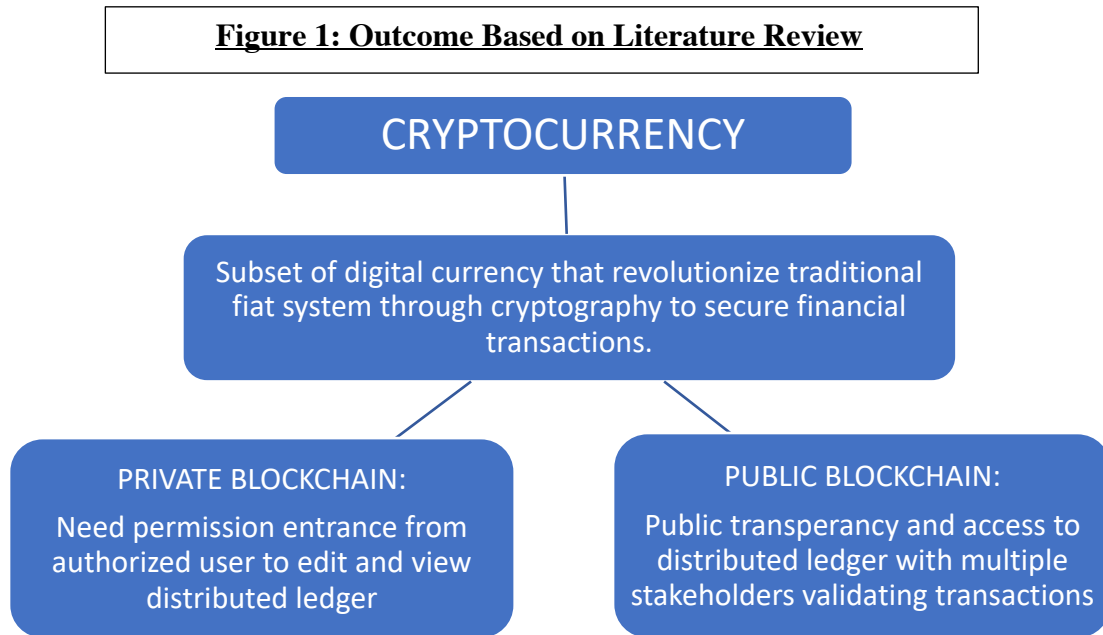 Figure 1: Outcome Based on Literature Review
CRYPTOCURRENCY
Subset of digital currency that revolutionize traditional
fiat system through cryptography to secure financial
transactions.
PRIVATE BLOCKCHAIN:
Need permission entrance from
authorized user to edit and view
distributed ledger
PUBLIC BLOCKCHAIN:
Public transperancy and access to
distributed ledger with multiple
stakeholders validating transactions